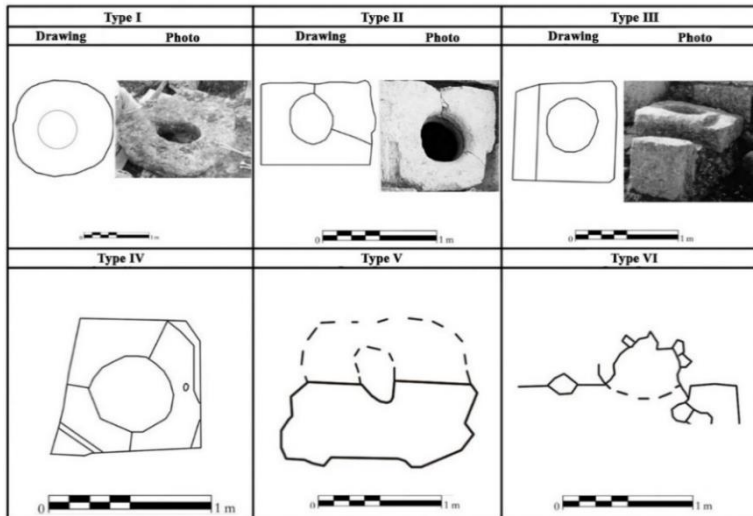 Type I Type II Type III
Drawing Photo Drawing Photo Drawing Photo
1m 0 1 m 0 1 m
Type IV Type V Type VI
0 1 m 0 1 m 0 1 m